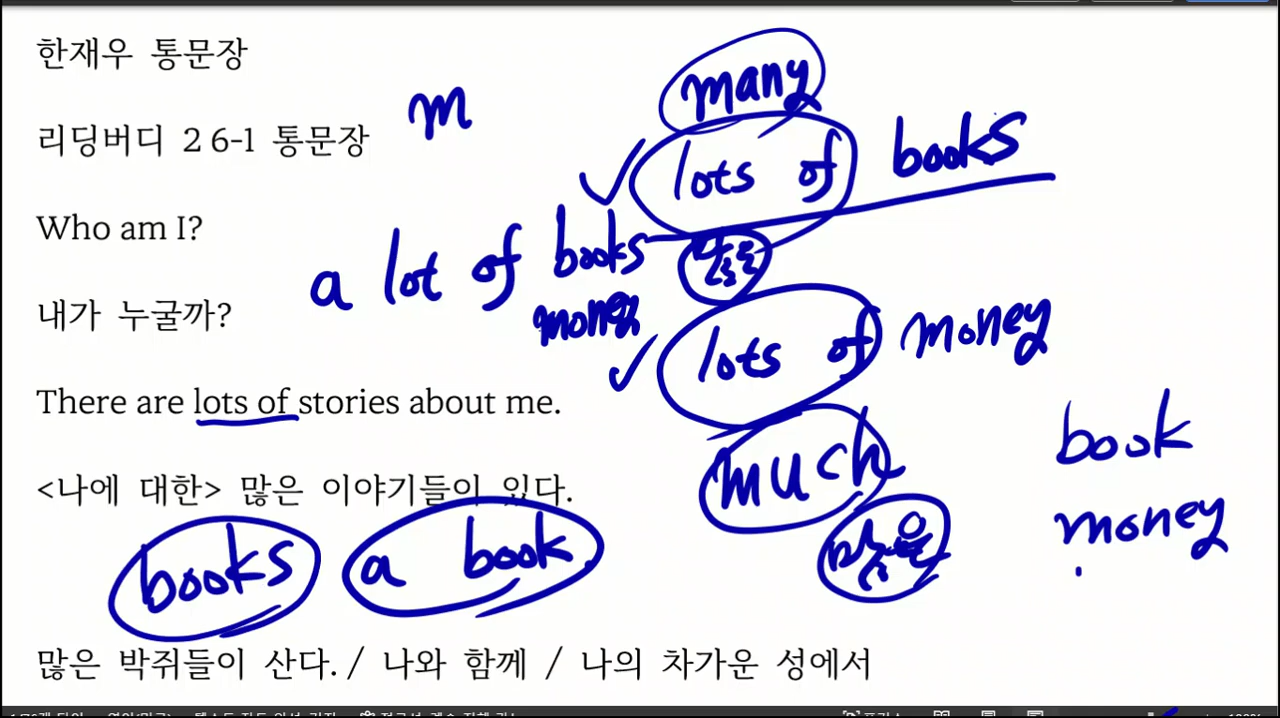 한재우 통문장
many
m
리딩버디 2 6-1 통문장
lots of books
Who am I?
a lot of books
많은
money
내가 누굴까?
lots of money
There are lots of stories about me.
book
much
<나에 대한> 많은 이야기들이 있다.
money
books
a book
많은
많은 박쥐들이 산다. / 나와 함께 / 나의 차가운 성에서